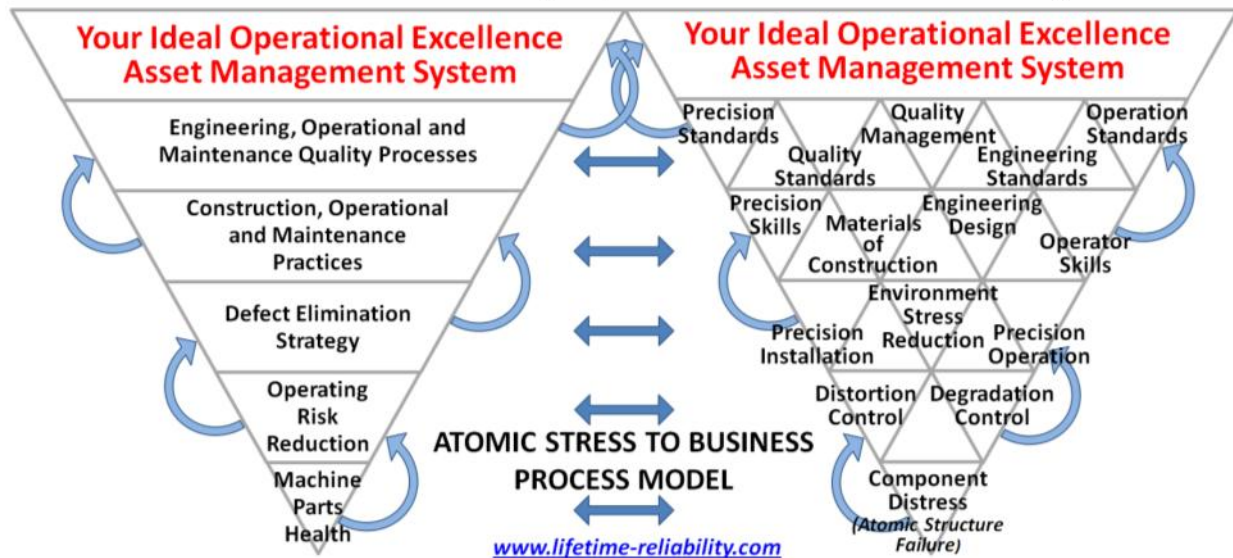 Your Ideal Operational Excellence
Asset Management System
Engineering, Operational and
Maintenance Quality Processes
Construction, Operational
and Maintenance
Practices
Defect Elimination
Strategy
Operating
Risk
Reduction
Machine
Parts
Health
ATOMIC STRESS TO BUSINESS
PROCESS MODEL
www.lifetime-reliability.com
Your Ideal Operational Excellence
Asset Management System
Precision
Standards
Quality
Management
Operation
Standards
Quality
Standards
Engineering
Standards
Precision
Skills
Materials
of
Construction
Engineering
Design
Operator
Skills
Precision
Installation
Environment
Stress
Reduction
Precision
Operation
Distortion
Control
Degradation
Control
Component
Distress
(Atomic Structure
Failure)